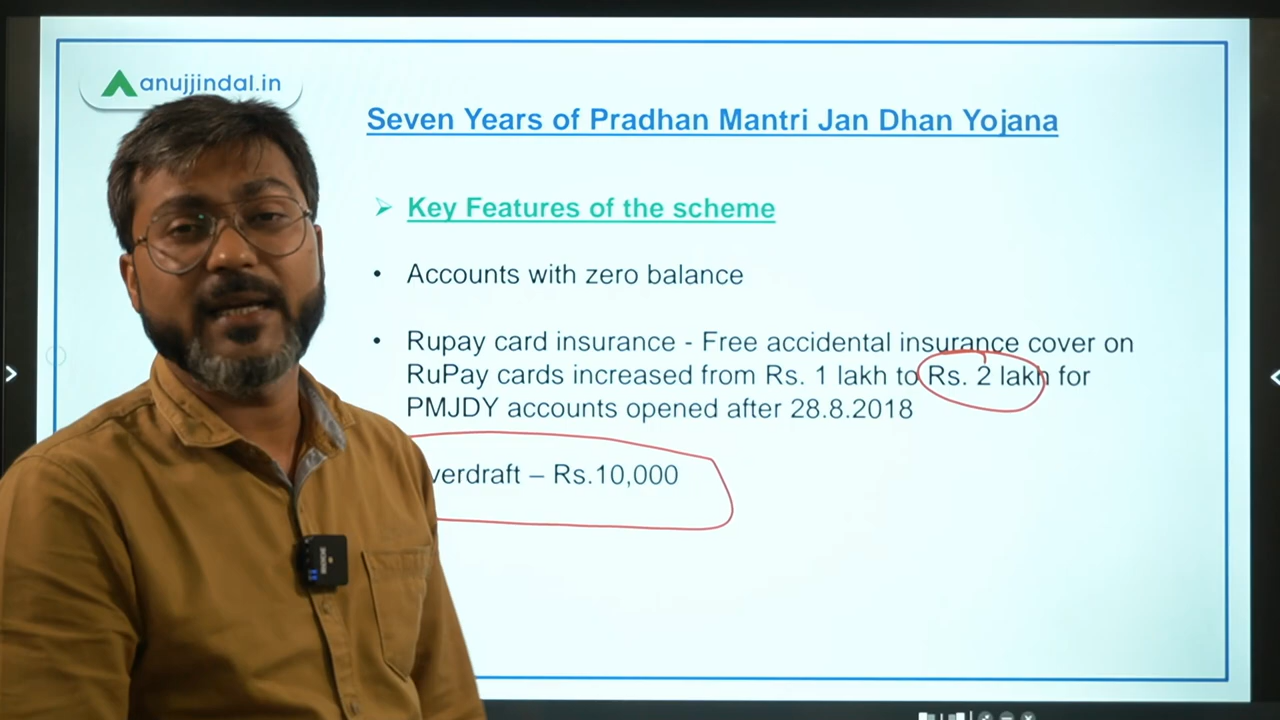 anujjindal.in
Seven Years of Pradhan Mantri Jan Dhan Yojana
Key Features of the scheme
Accounts with zero balance
Rupay card insurance - Free accidental insurance cover on
RuPay cards increased from Rs. 1 lakh to Rs. 2 lakh for
PMJDY accounts opened after 28.8.2018
verdraft – Rs.10,000